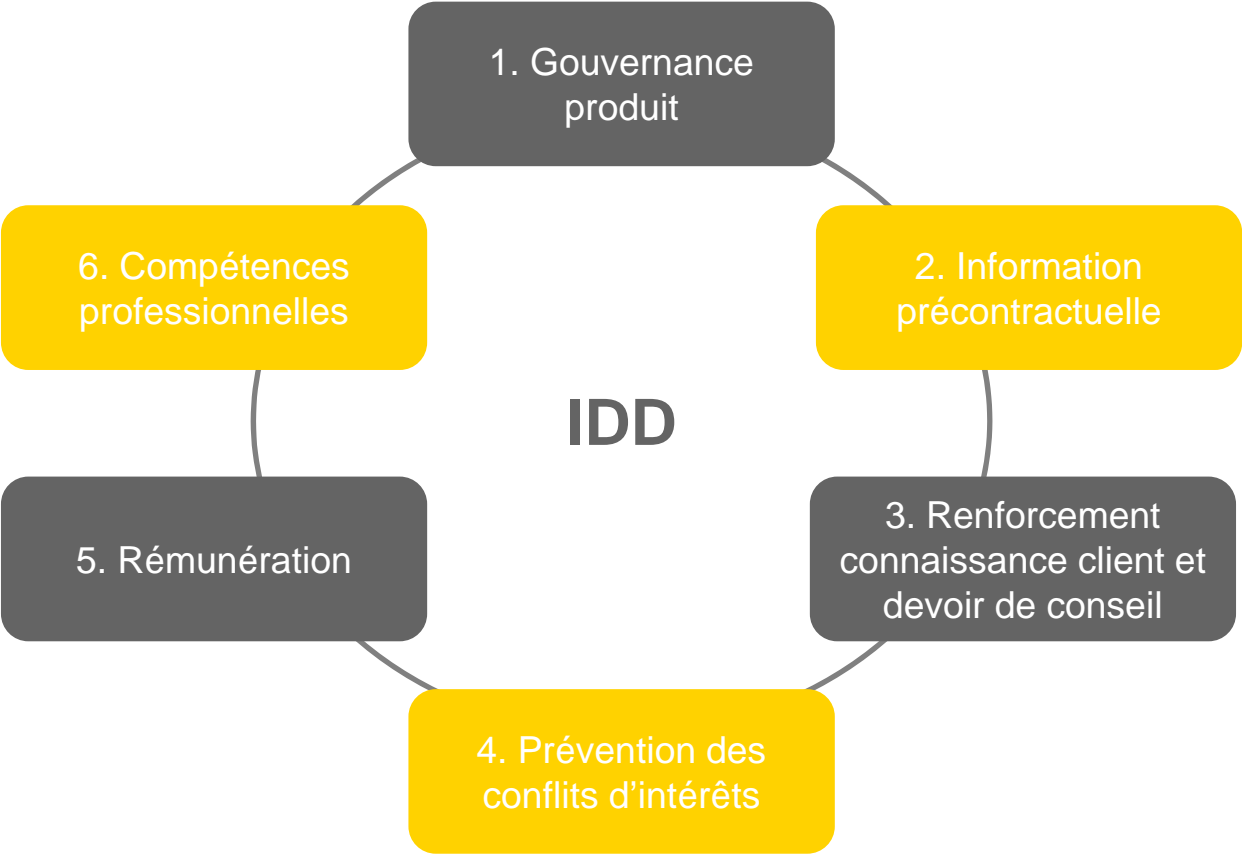 1. Gouvernance
produit
2. Information
précontractuelle
3. Renforcement
connaissance client et
devoir de conseil
4. Prévention des
conflits d’intérêts
5. Rémunération
6. Compétences
professionnelles
IDD